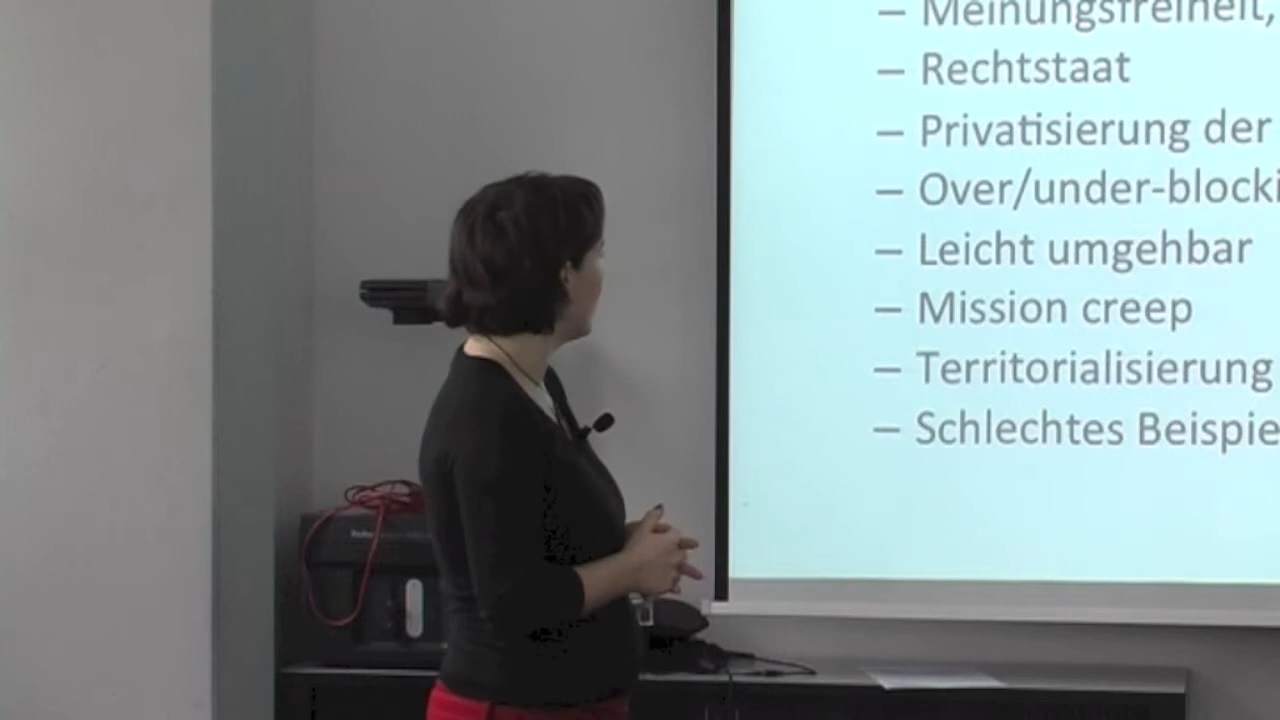 – Meinungsfreiheit,
– Rechtstaat
– Privatisierung der
– Over/under-blocki
– Leicht umgehbar
– Mission creep
– Territorialisierung
– Schlechtes Beispie